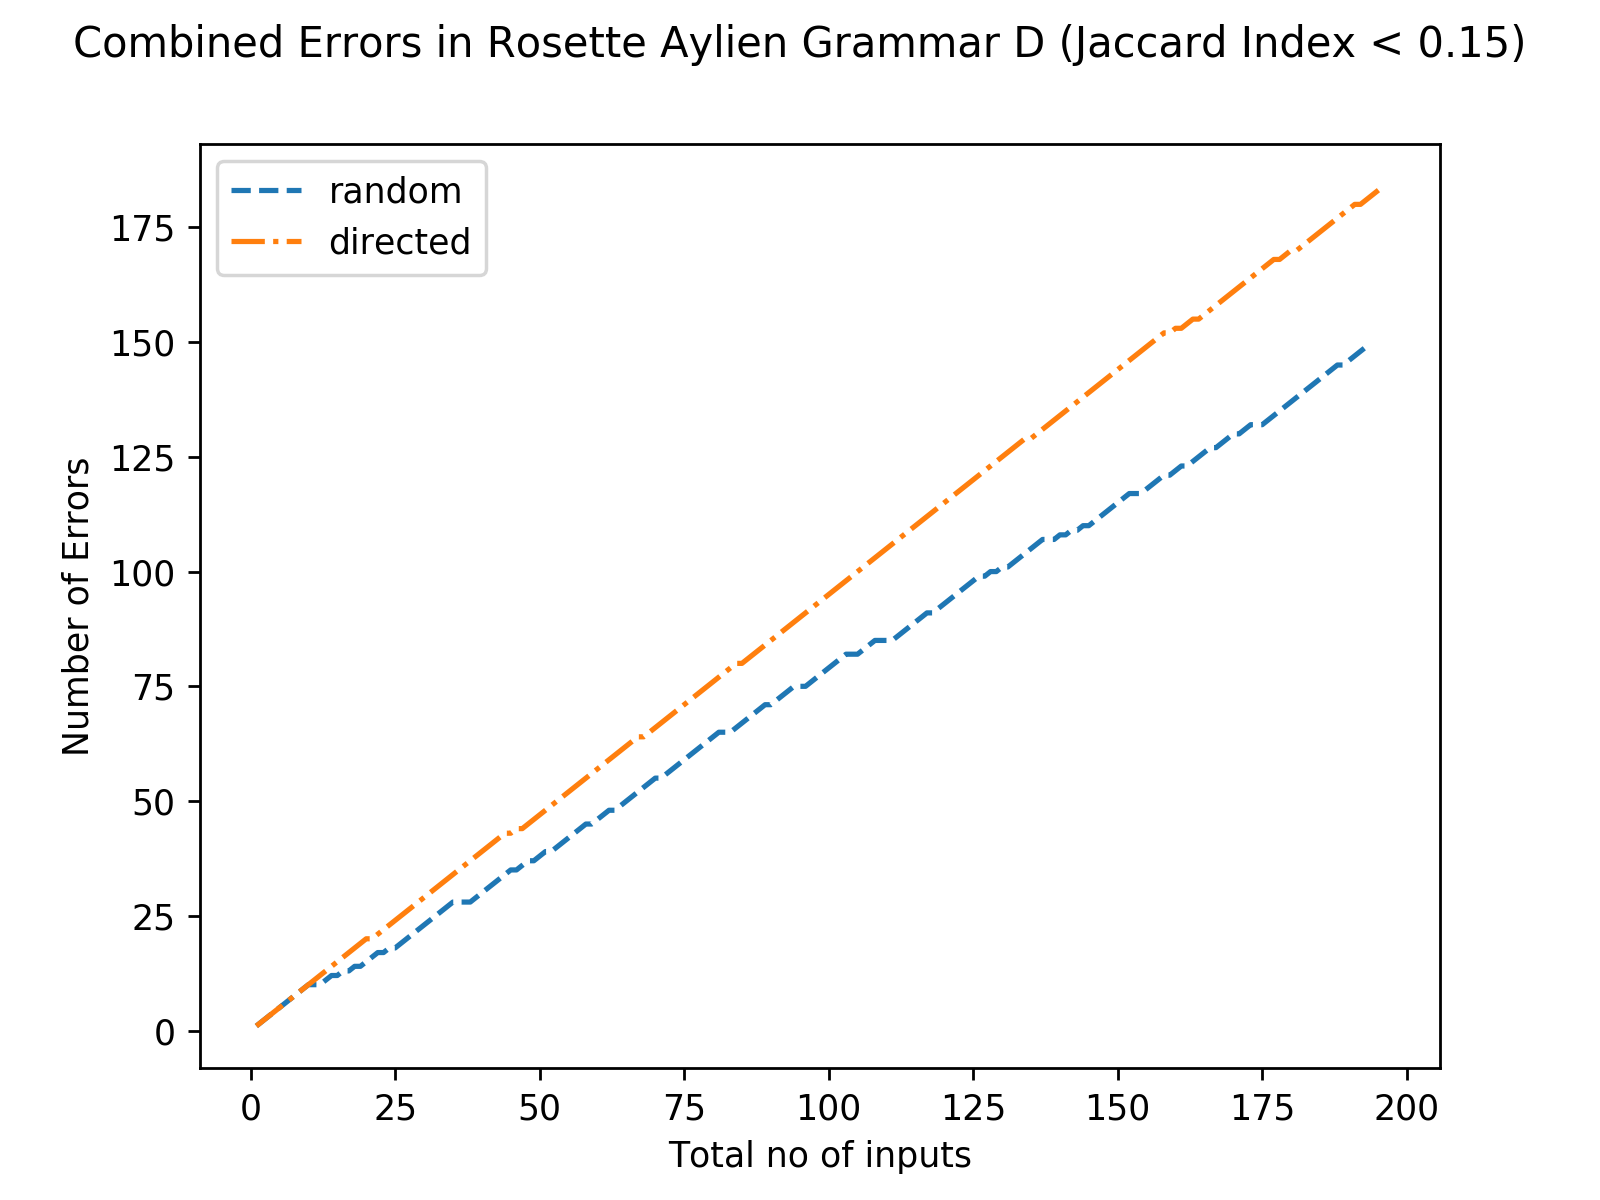 Combined Errors in Rosette Aylien Grammar D (Jaccard Index < 0.15)
random
directed
175
150
125
100
75
50
25
0
Number of Errors
0 25 50 75 100 125 150 175 200
Total no of inputs